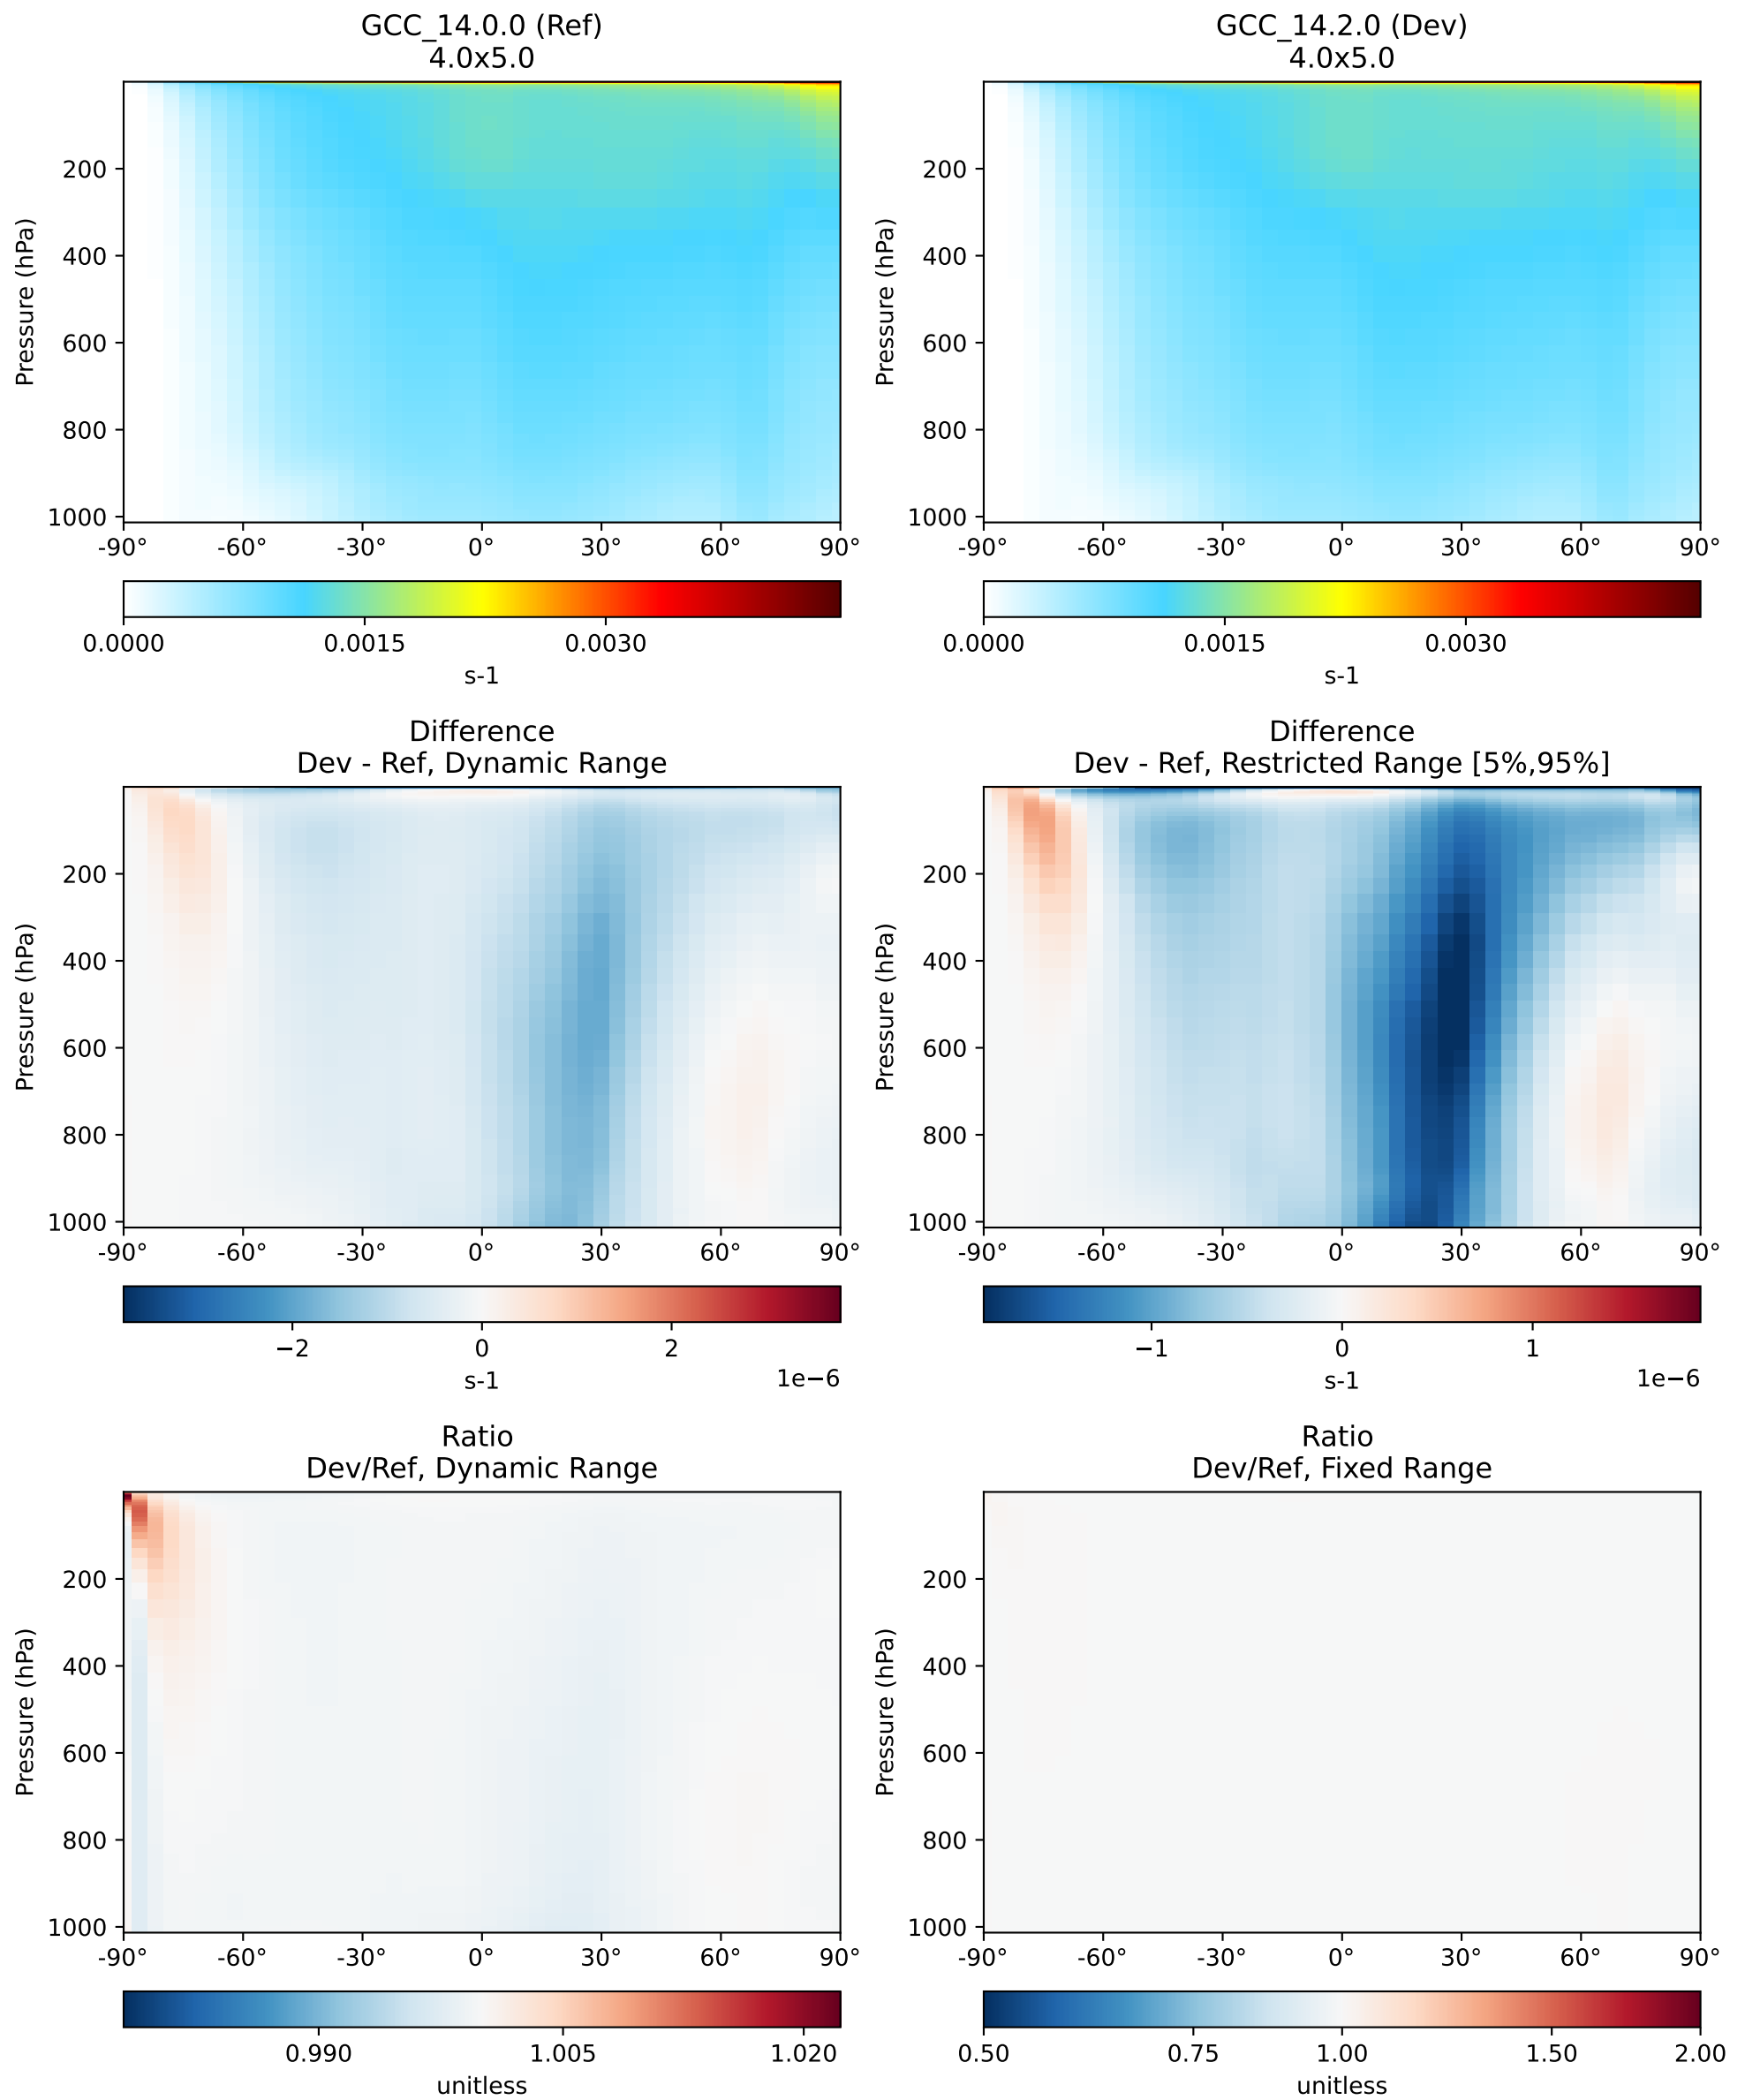 GCC_14.0.0 (Ref)
4.0x5.0
Pressure (hPa)
200
400
600
800
1000
-90° -60° -30° 0° 30° 60° 90°
0.0000 0.0015 0.0030
s-1
GCC_14.2.0 (Dev)
4.0x5.0
Pressure (hPa)
200
400
600
800
1000
-90° -60° -30° 0° 30° 60° 90°
0.0000 0.0015 0.0030
s-1
Difference
Dev - Ref, Dynamic Range
Pressure (hPa)
200
400
600
800
1000
-90° -60° -30° 0° 30° 60° 90°
−2 0 2
1e−6
s-1
Difference
Dev - Ref, Restricted Range [5%,95%]
Pressure (hPa)
200
400
600
800
1000
-90° -60° -30° 0° 30° 60° 90°
−1 0 1
1e−6
s-1
Ratio
Dev/Ref, Dynamic Range
Pressure (hPa)
200
400
600
800
1000
-90° -60° -30° 0° 30° 60° 90°
0.990 1.005 1.020
unitless
Ratio
Dev/Ref, Fixed Range
Pressure (hPa)
200
400
600
800
1000
-90° -60° -30° 0° 30° 60° 90°
0.50 0.75 1.00 1.50 2.00
unitless